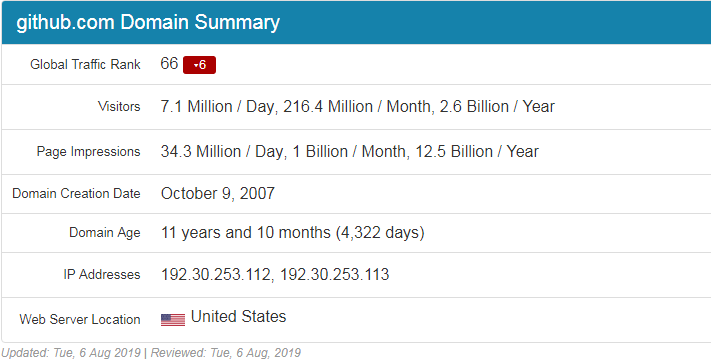 github.com Domain Summary
Global Traffic Rank 66 ▾6
Visitors 7.1 Million / Day, 216.4 Million / Month, 2.6 Billion / Year
Page Impressions 34.3 Million / Day, 1 Billion / Month, 12.5 Billion / Year
Domain Creation Date October 9, 2007
Domain Age 11 years and 10 months (4,322 days)
IP Addresses 192.30.253.112, 192.30.253.113
Web Server Location United States
Updated: Tue, 6 Aug 2019 | Reviewed: Tue, 6 Aug, 2019